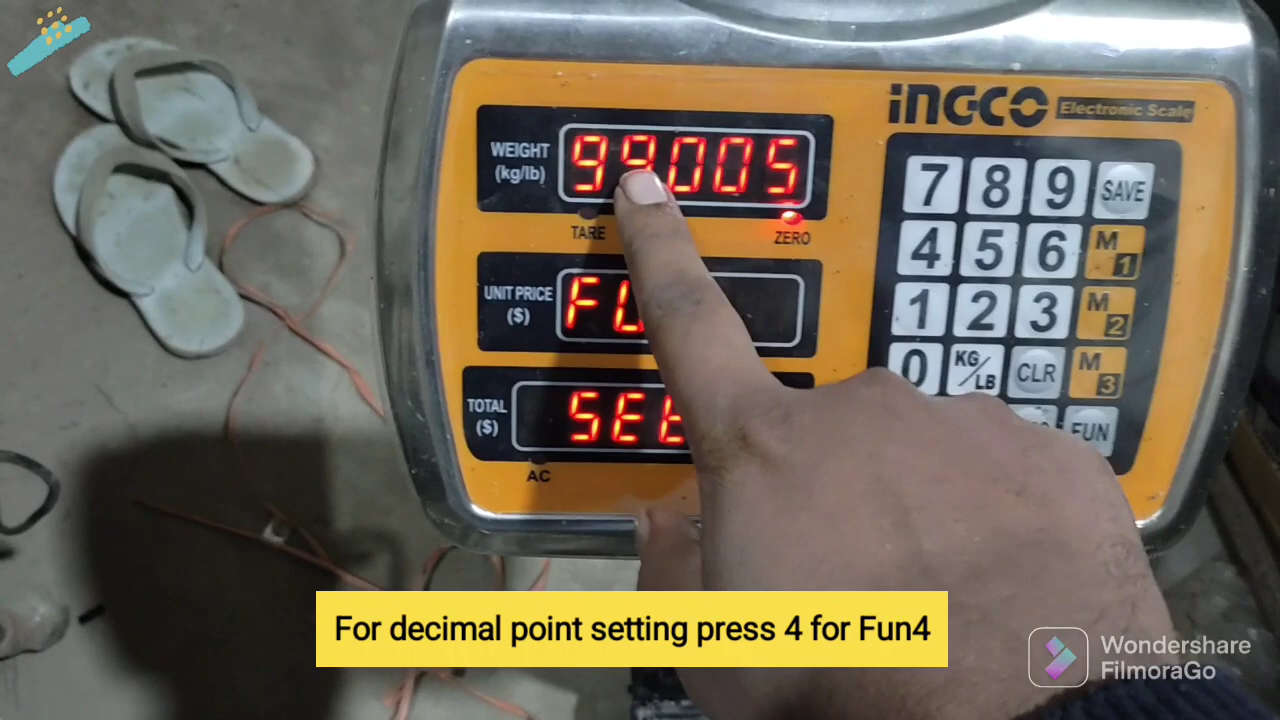 INGCO
Electronic Scale
WEIGHT
(kg/lb)
99005
TARE
ZERO
UNIT PRICE
($)
TOTAL
($)
AC
7 8 9 SAVE
4 5 6 M1
1 2 3 M2
0 KG/LB CLR M3
FUN
For decimal point setting press 4 for Fun4
Wondershare
FilmoraGo